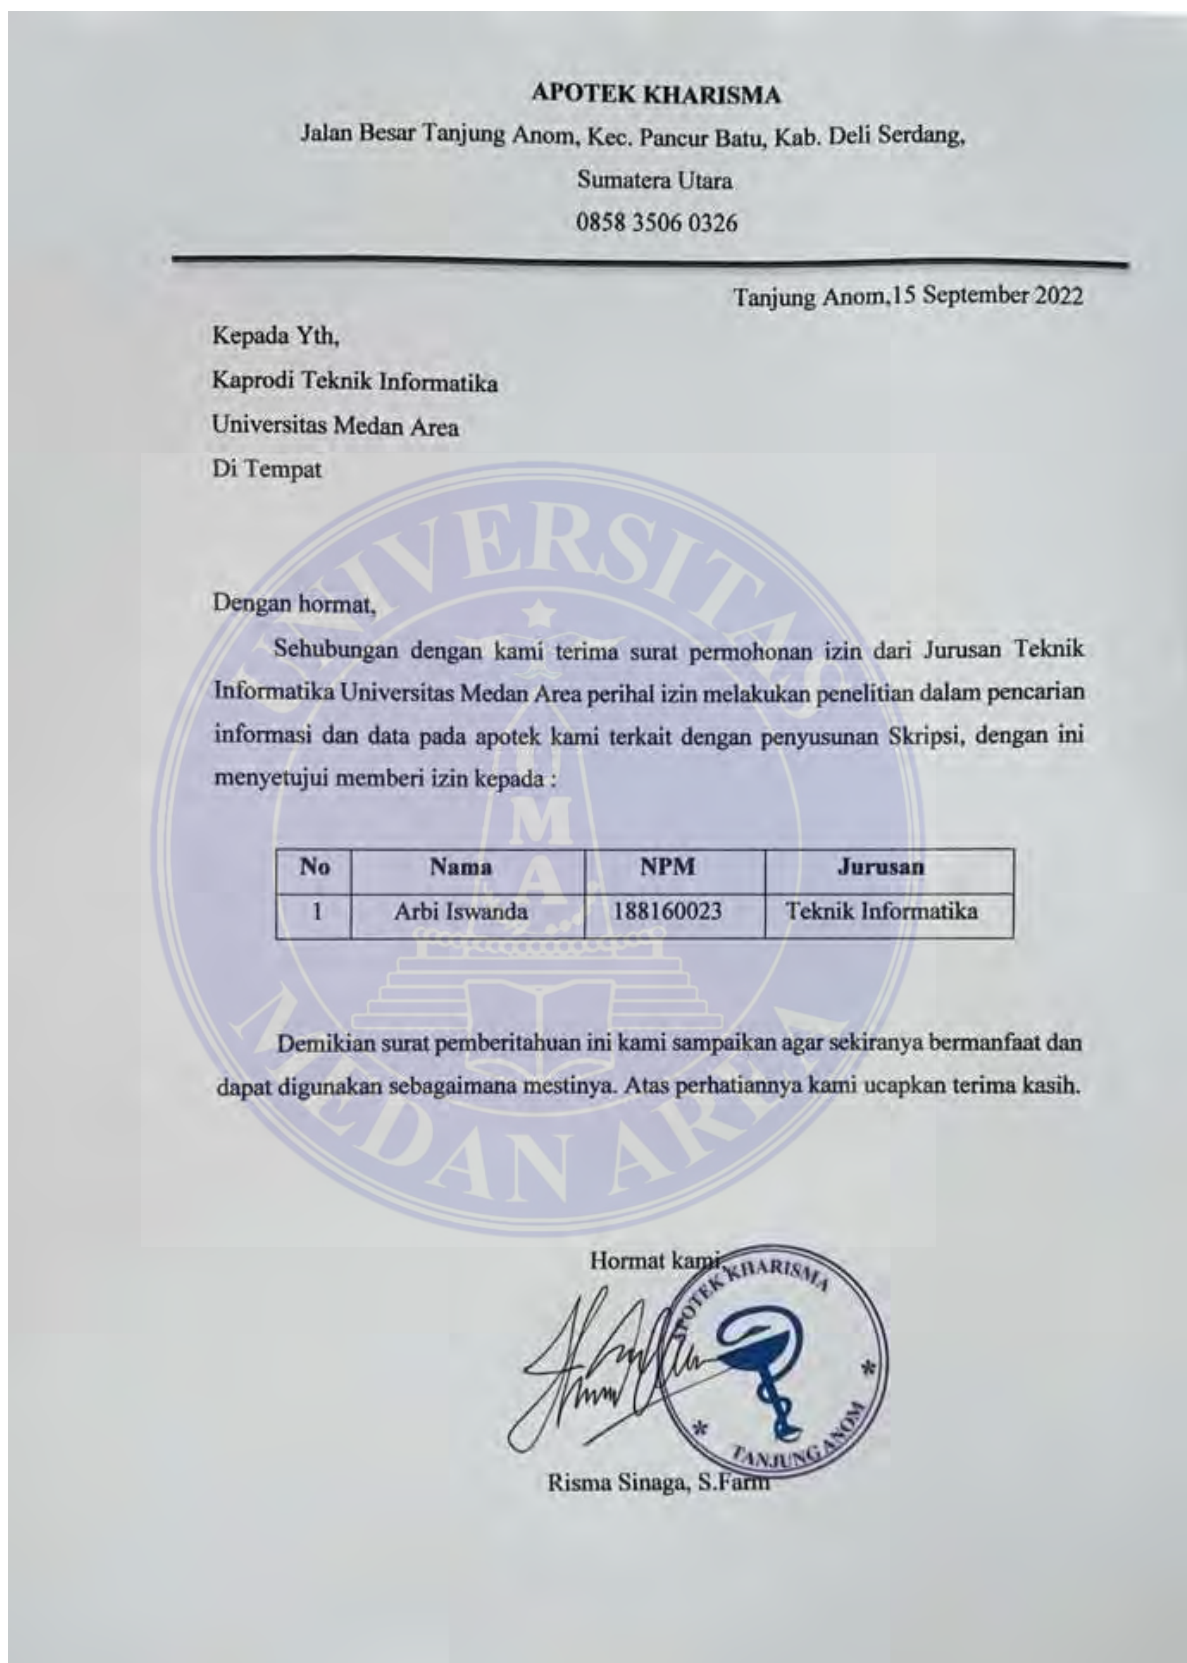 APOTEK KHARISMA
Jalan Besar Tanjung Anom, Kec. Pancur Batu, Kab. Deli Serdang,
Sumatera Utara
0858 3506 0326
Tanjung Anom,15 September 2022
Kepada Yth,
Kaprodi Teknik Informatika
Universitas Medan Area
Di Tempat
Dengan hormat,
Sehubungan dengan kami terima surat permohonan izin dari Jurusan Teknik
Informatika Universitas Medan Area perihal izin melakukan penelitian dalam pencarian
informasi dan data pada apotek kami terkait dengan penyusunan Skripsi, dengan ini
menyetujui memberi izin kepada :
No Nama NPM Jurusan
1 Arbi Iswanda 188160023 Teknik Informatika
Demikian surat pemberitahuan ini kami sampaikan agar sekiranya bermanfaat dan
dapat digunakan sebagaimana mestinya. Atas perhatiannya kami ucapkan terima kasih.
Hormat kami,
APOTEK KHARISMA
TANJUNG ANOM
Risma Sinaga, S.Farm
UNIVERSITAS
MEDAN AREA
UMA